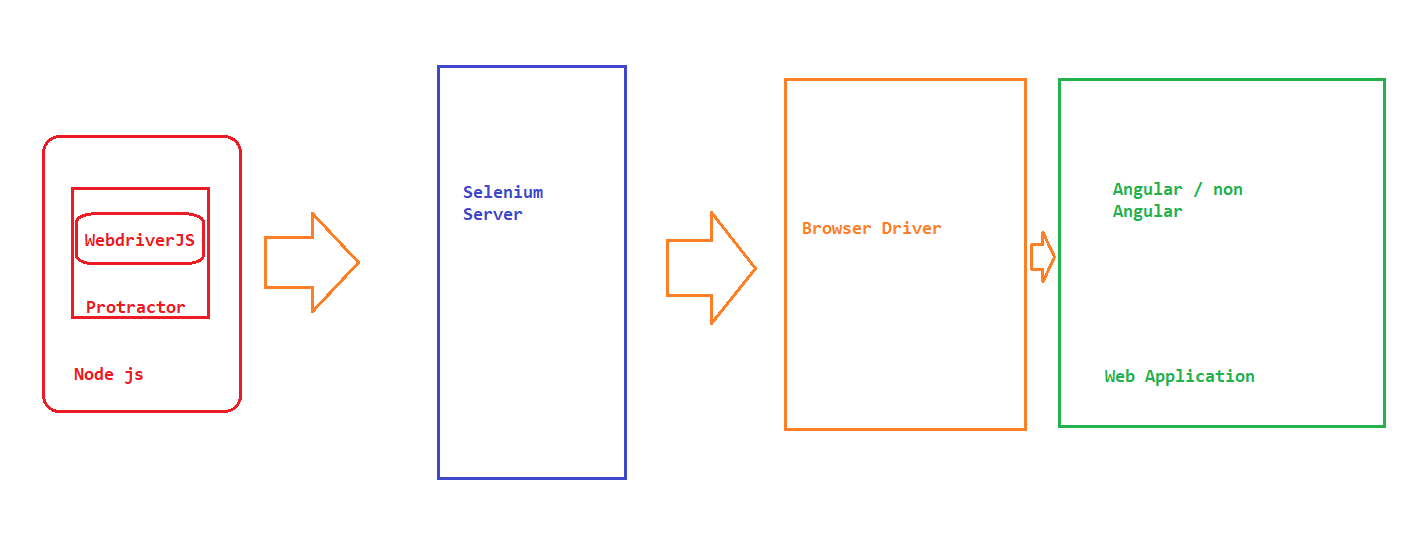 WebdriverJS
Protractor
Node js
Selenium
Server
Browser Driver
Angular / non
Angular
Web Application